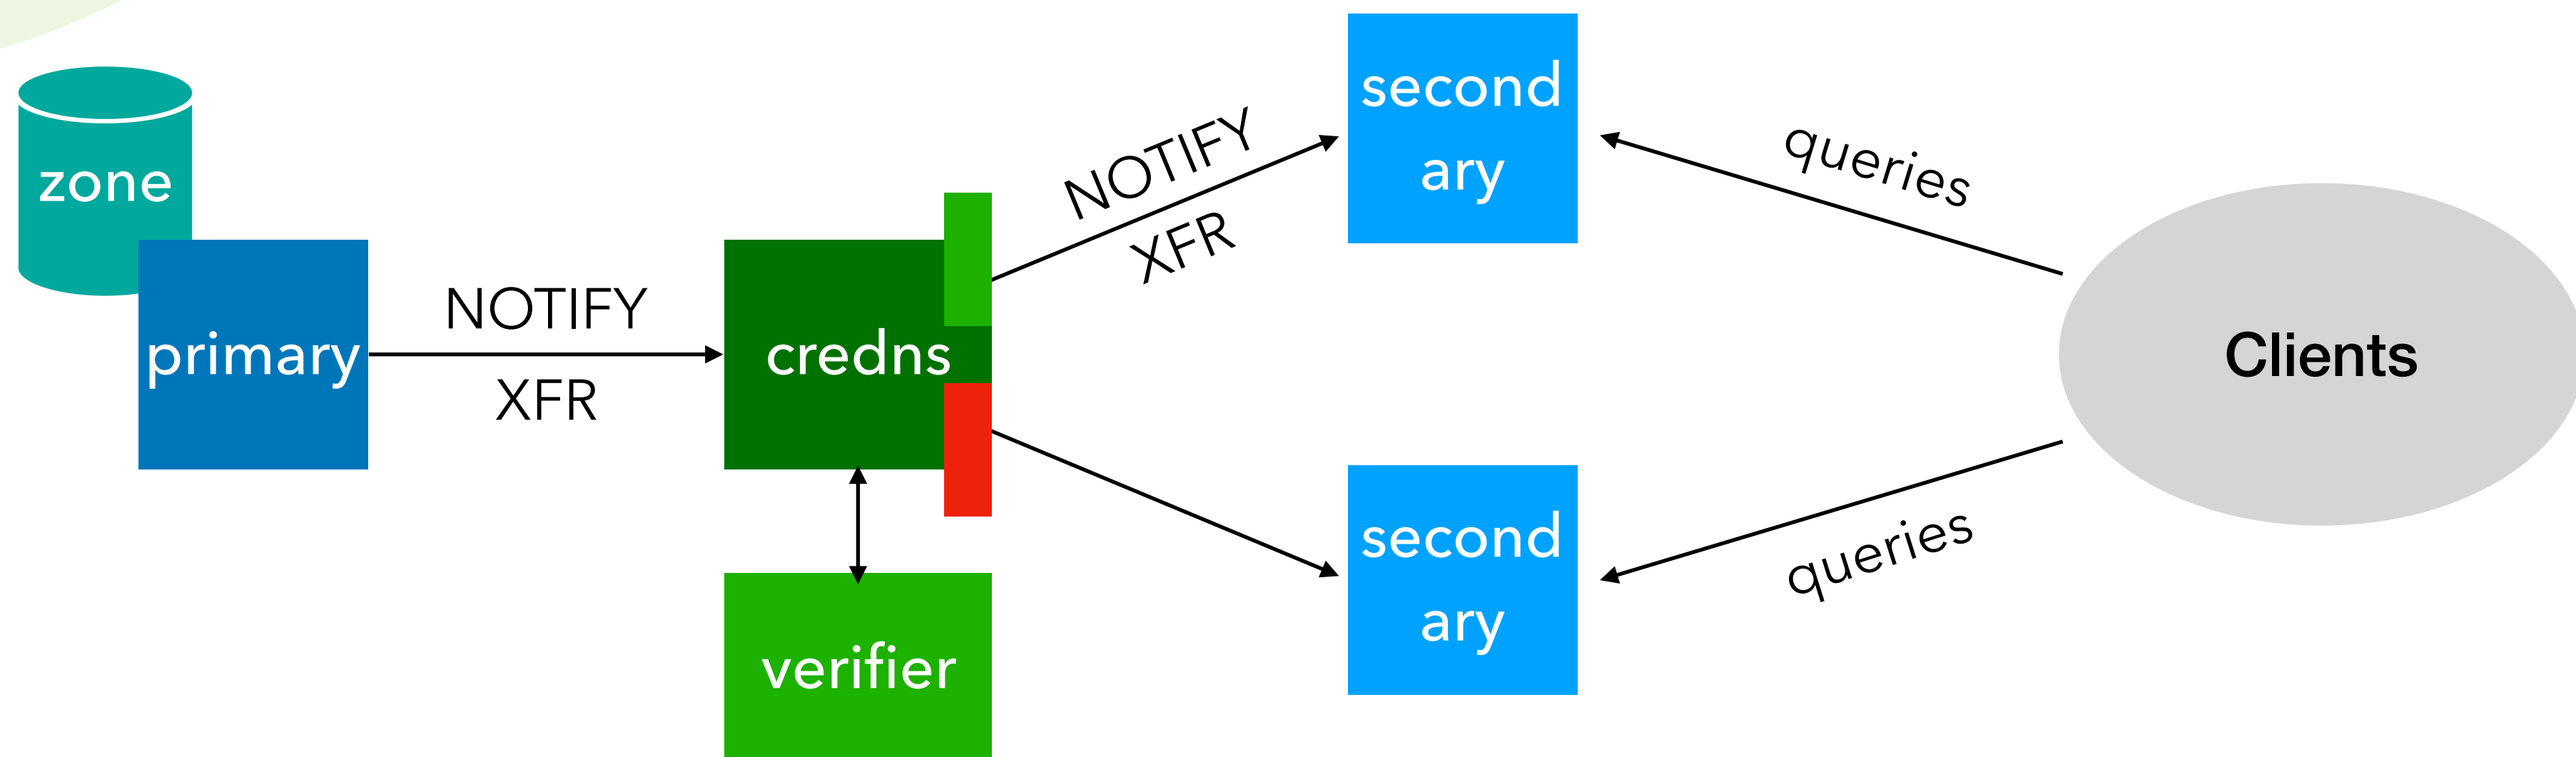 zone
primary
NOTIFY
XFR
credns
verifier
NOTIFY
XFR
second
ary
second
ary
queries
queries
Clients